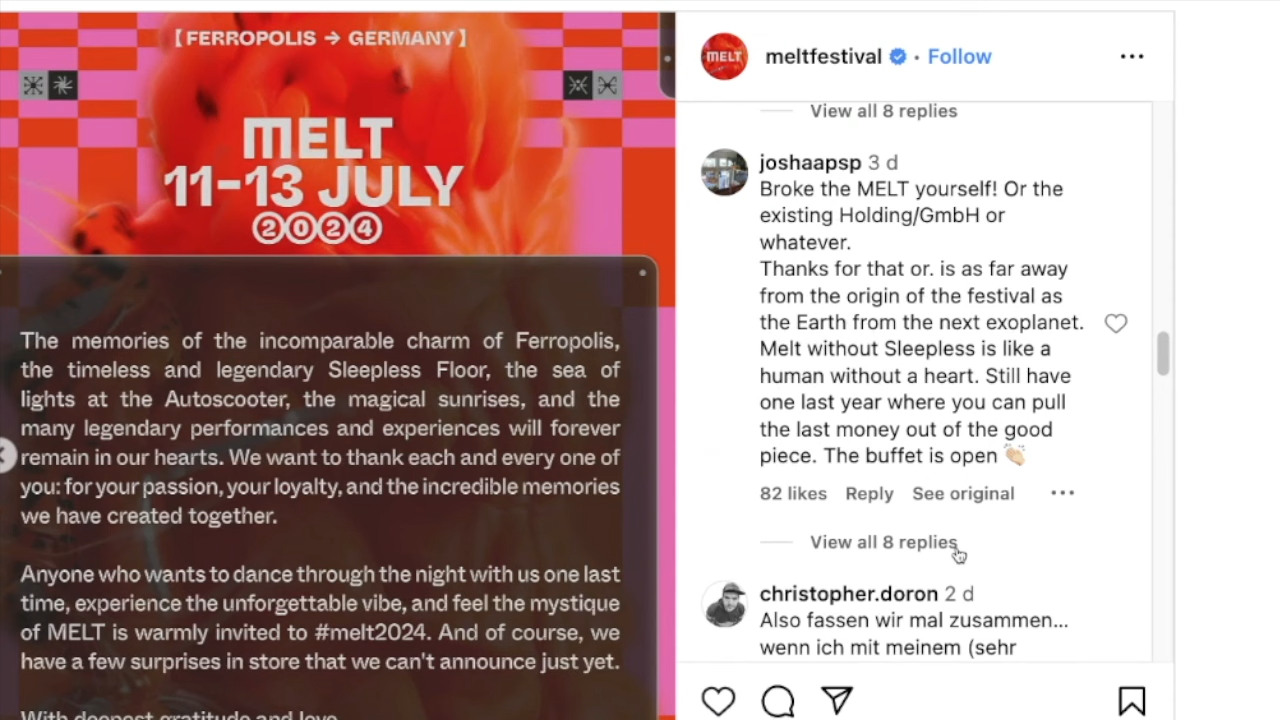 【FERROPOLIS → GERMANY】
MELT
11–13 JULY
2024
The memories of the incomparable charm of Ferropolis,
the timeless and legendary Sleepless Floor, the sea of
lights at the Autoscooter, the magical sunrises, and the
many legendary performances and experiences will forever
remain in our hearts. We want to thank each and every one of
you: for your passion, your loyalty, and the incredible memories
we have created together.
Anyone who wants to dance through the night with us one last
time, experience the unforgettable vibe, and feel the mystique
of MELT is warmly invited to #melt2024. And of course, we
have a few surprises in store that we can't announce just yet.
With deepest gratitude and love
MELT
meltfestival • Follow
View all 8 replies
joshaapsp 3 d
Broke the MELT yourself! Or the
existing Holding/GmbH or
whatever.
Thanks for that or. is as far away
from the origin of the festival as
the Earth from the next exoplanet.
Melt without Sleepless is like a
human without a heart. Still have
one last year where you can pull
the last money out of the good
piece. The buffet is open 👏🏻
82 likes Reply See original
View all 8 replies
christopher.doron 2 d
Also fassen wir mal zusammen...
wenn ich mit meinem (sehr